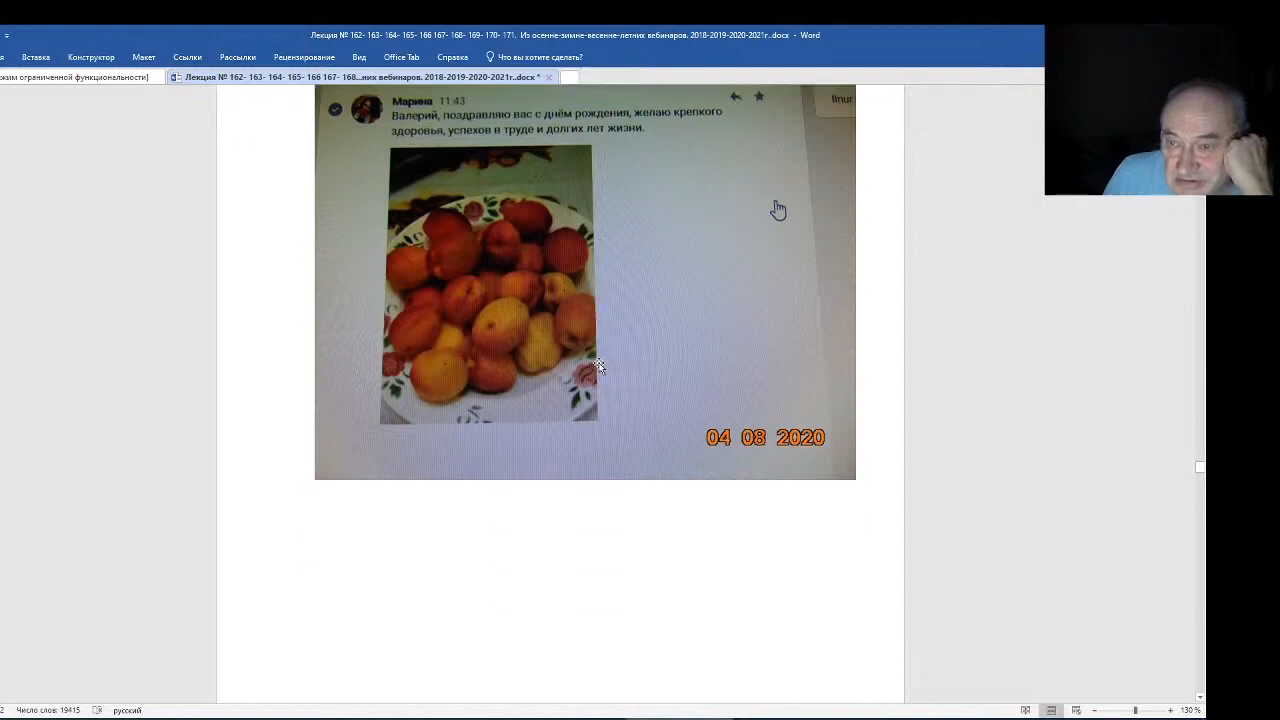 Лекция № 162- 163- 164- 165- 166 167- 168- 169- 170- 171. Из осенне-зимне-весенне-летних вебинаров. 2018-2019-2020-2021г..docx - Word
Вставка Конструктор Макет Ссылки Рассылки Рецензирование Вид Office Tab Справка Что вы хотите сделать?
жим ограниченной функциональности] Лекция № 162- 163- 164- 165- 166 167- 168...них вебинаров. 2018-2019-2020-2021г..docx *
Марина 11:43
Валерий, поздравляю вас с днём рождения, желаю крепкого
здоровья, успехов в труде и долгих лет жизни.
04 08 2020
2 Число слов: 19415 русский 130 %